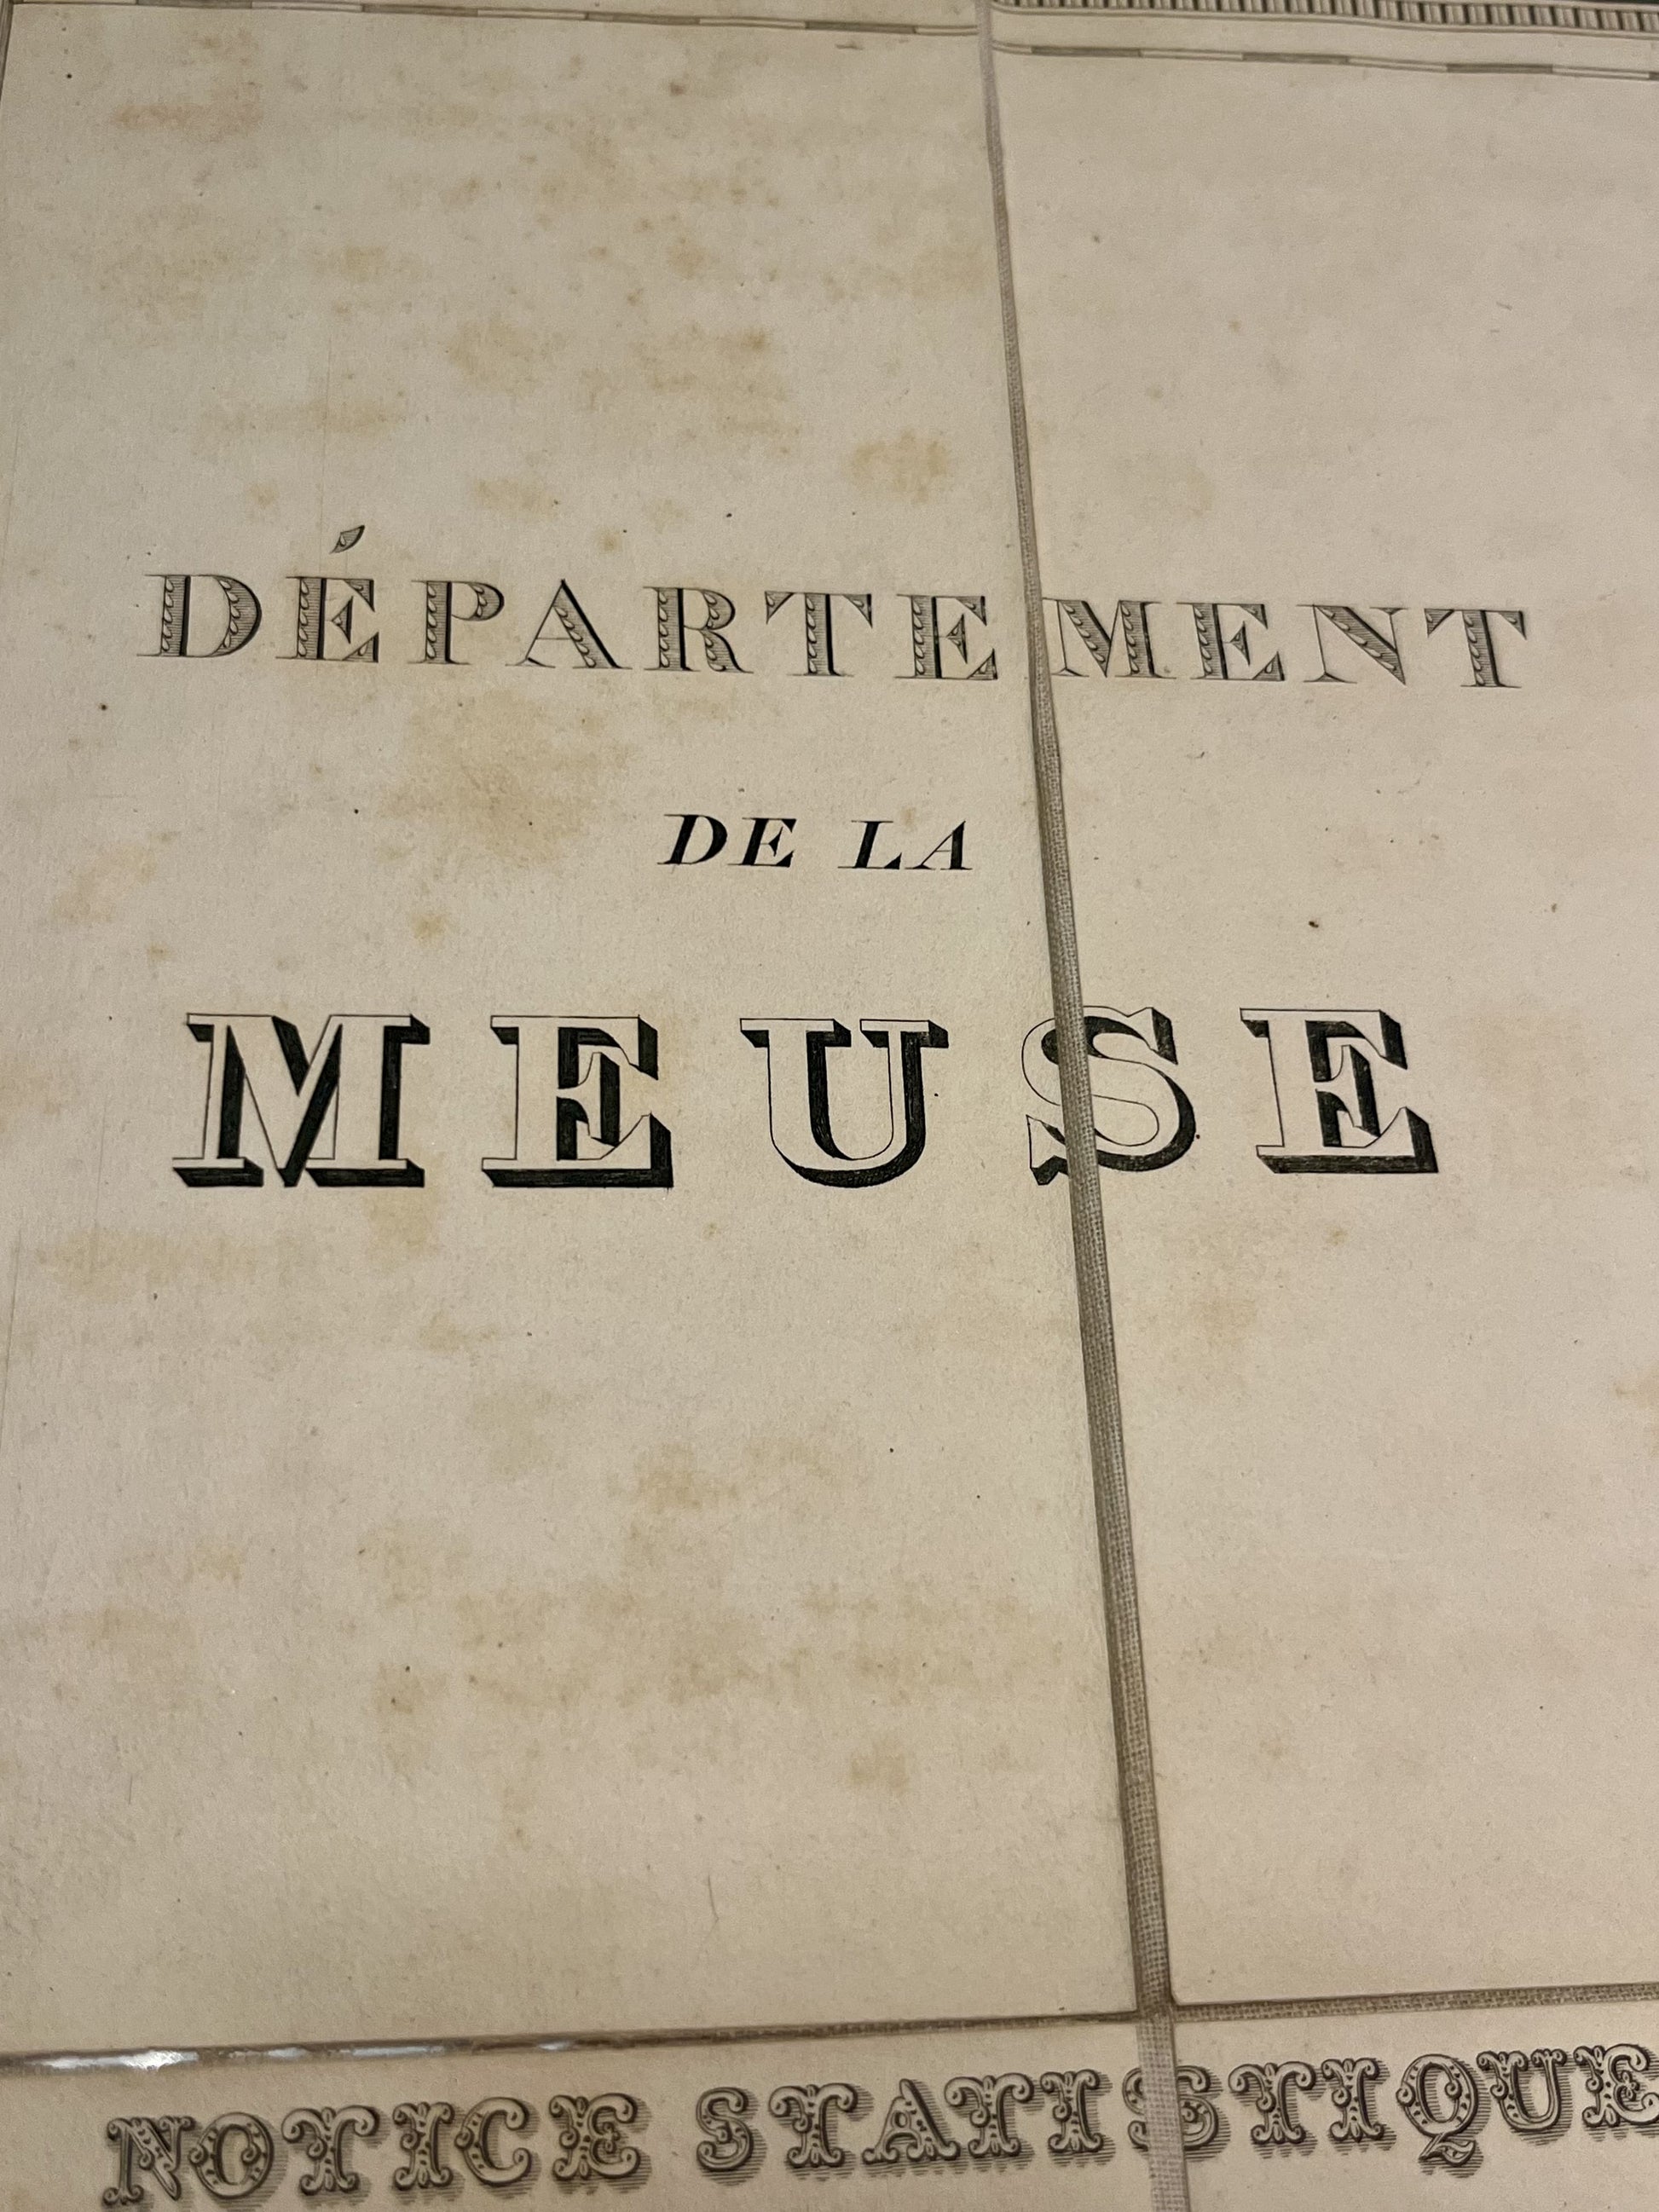 DÉPARTEMENT
DE LA
MEUSE
NOTICE STATISTIQUE